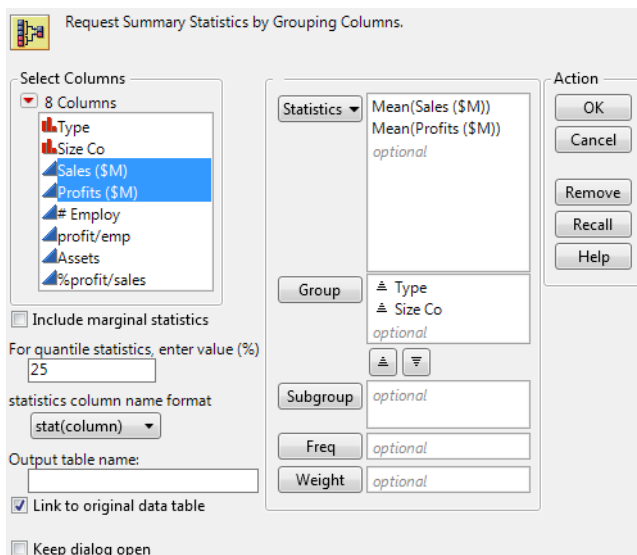 Request Summary Statistics by Grouping Columns.
Select Columns
8 Columns
Type
Size Co
Sales ($M)
Profits ($M)
# Employ
profit/emp
Assets
%profit/sales
Include marginal statistics
For quantile statistics, enter value (%)
25
statistics column name format
stat(column)
Output table name:
Link to original data table
Keep dialog open
Statistics
Mean(Sales ($M))
Mean(Profits ($M))
optional
Group
Type
Size Co
optional
Subgroup
optional
Freq
optional
Weight
optional
Action
OK
Cancel
Remove
Recall
Help